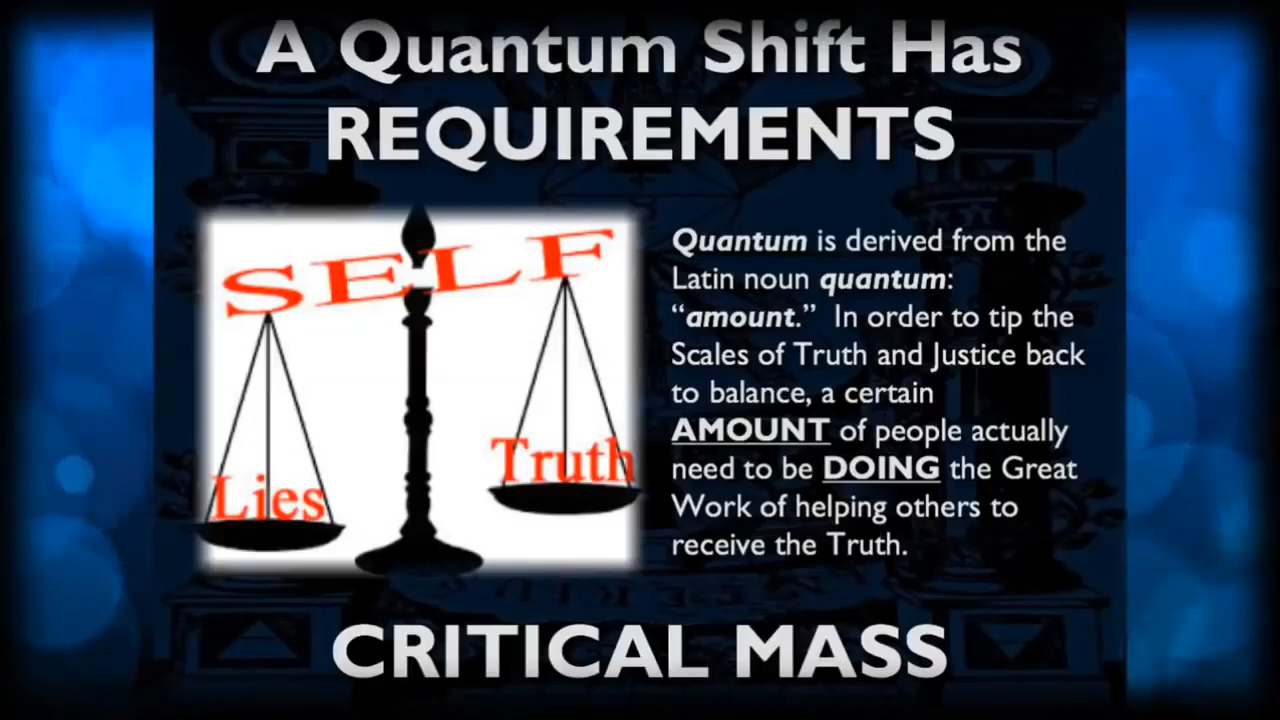 A Quantum Shift Has
REQUIREMENTS
SELF
Lies
Truth
Quantum is derived from the
Latin noun quantum:
“amount.” In order to tip the
Scales of Truth and Justice back
to balance, a certain
AMOUNT of people actually
need to be DOING the Great
Work of helping others to
receive the Truth.
CRITICAL MASS